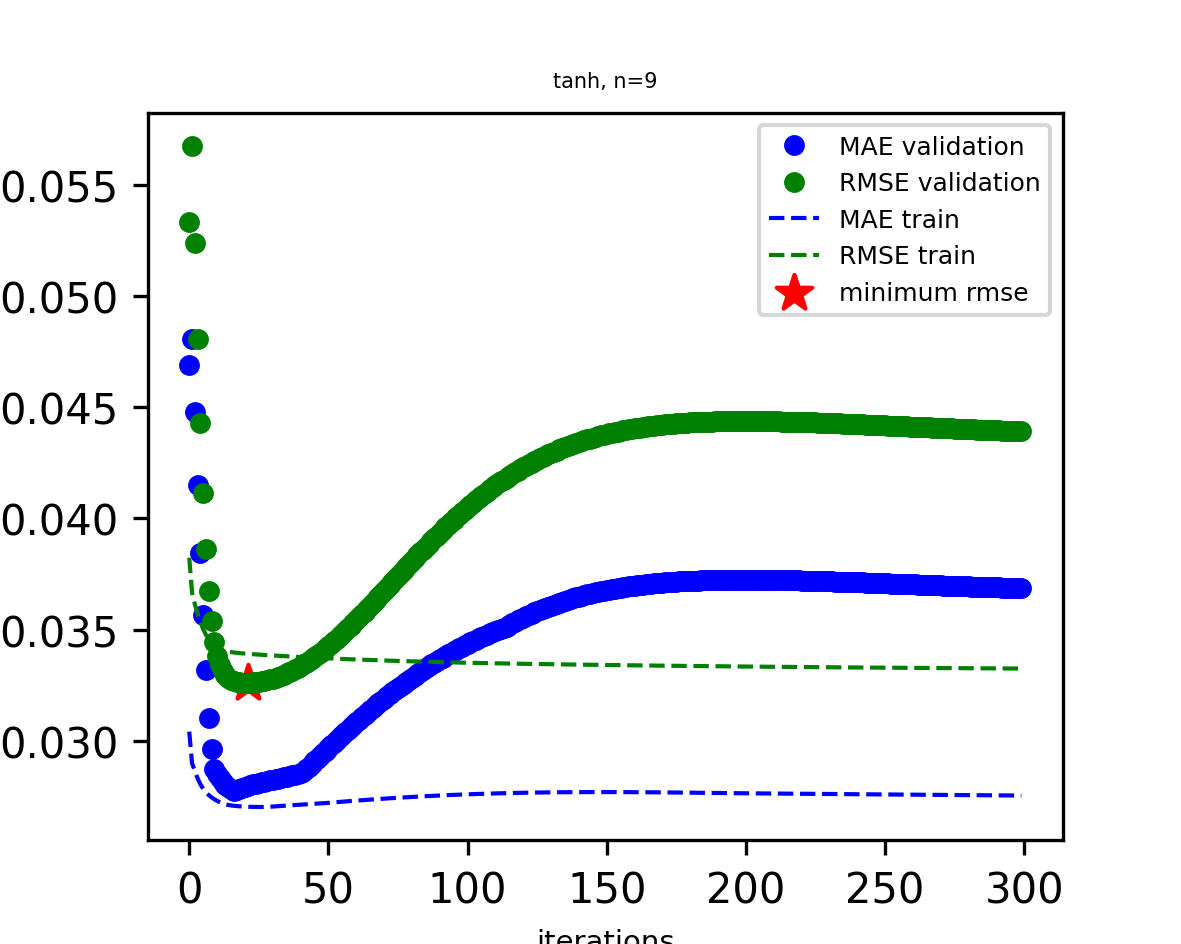 tanh, n=9
MAE validation
RMSE validation
MAE train
RMSE train
minimum rmse
0.055
0.050
0.045
0.040
0.035
0.030
0 50 100 150 200 250 300
iterations